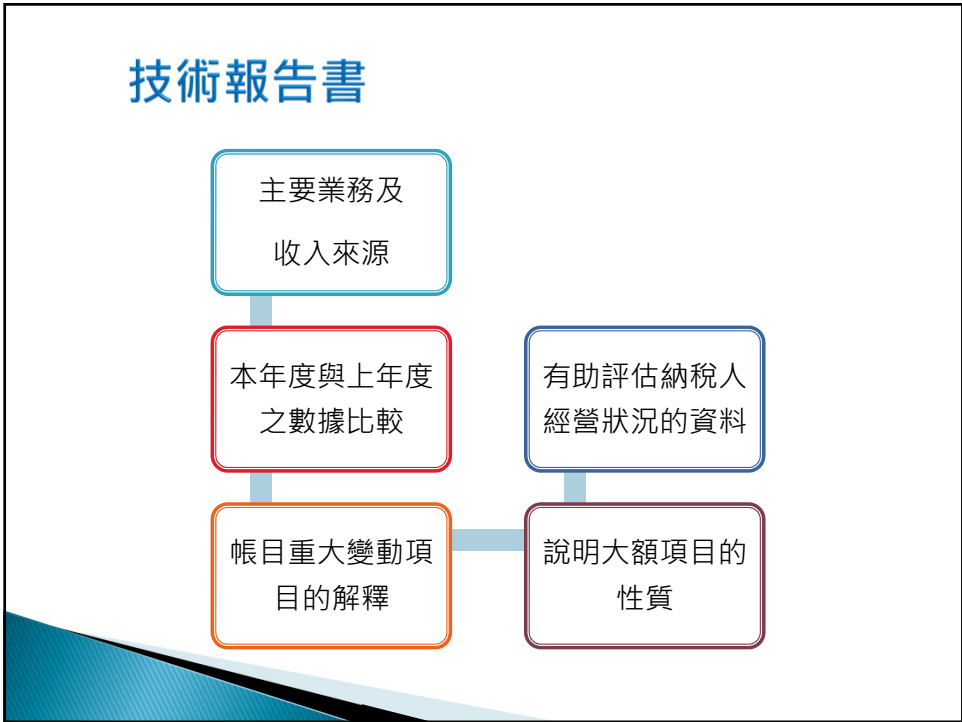 技術報告書
主要業務及
收入來源
本年度與上年度
之數據比較
帳目重大變動項
目的解釋
說明大額項目的
性質
有助評估納稅人
經營狀況的資料